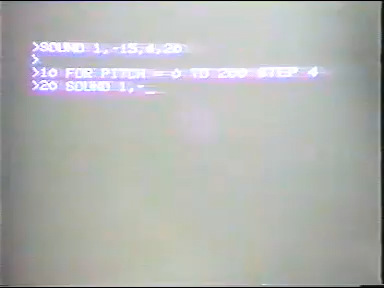 >SOUND 1,-15,4,20
>
>10 FOR PITCH = 0 TO 200 STEP 4
>20 SOUND 1,-_